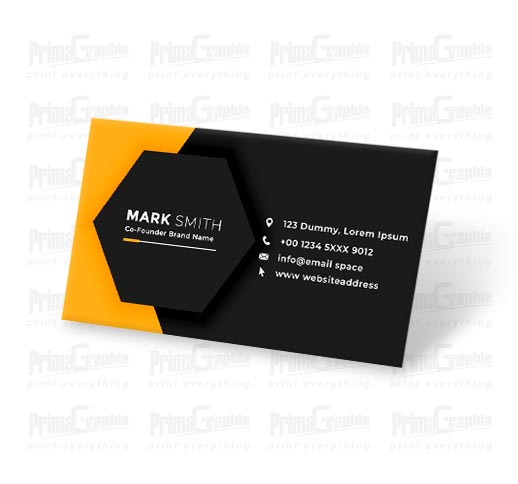 PrimaGraphia
print everything
MARK SMITH
Co-Founder Brand Name
123 Dummy, Lorem Ipsum
+00 1234 5XXX 9012
info@email space
www websiteaddress